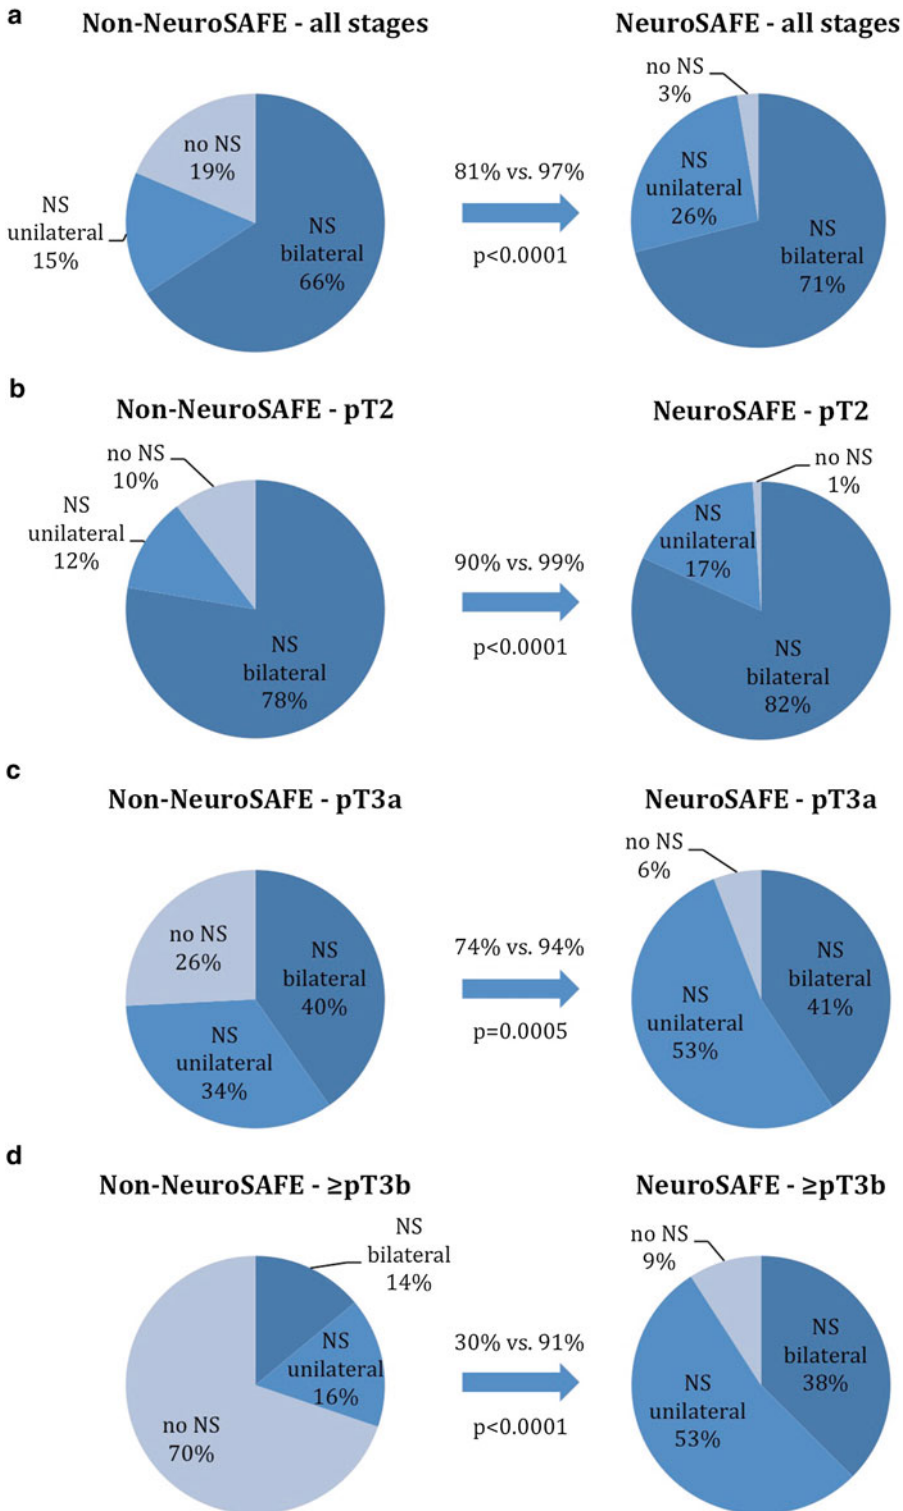 a
Non-NeuroSAFE - all stages
NeuroSAFE - all stages
no NS
19%
NS
unilateral
15%
NS
bilateral
66%
81% vs. 97%
p<0.0001
no NS
3%
NS
unilateral
26%
NS
bilateral
71%
b
Non-NeuroSAFE - pT2
NeuroSAFE - pT2
no NS
10%
NS
unilateral
12%
NS
bilateral
78%
90% vs. 99%
p<0.0001
no NS
1%
NS
unilateral
17%
NS
bilateral
82%
c
Non-NeuroSAFE - pT3a
NeuroSAFE - pT3a
no NS
26%
NS
bilateral
40%
NS
unilateral
34%
74% vs. 94%
p=0.0005
no NS
6%
NS
bilateral
41%
NS
unilateral
53%
d
Non-NeuroSAFE - ≥pT3b
NeuroSAFE - ≥pT3b
NS
bilateral
14%
NS
unilateral
16%
no NS
70%
30% vs. 91%
p<0.0001
no NS
9%
NS
bilateral
38%
NS
unilateral
53%